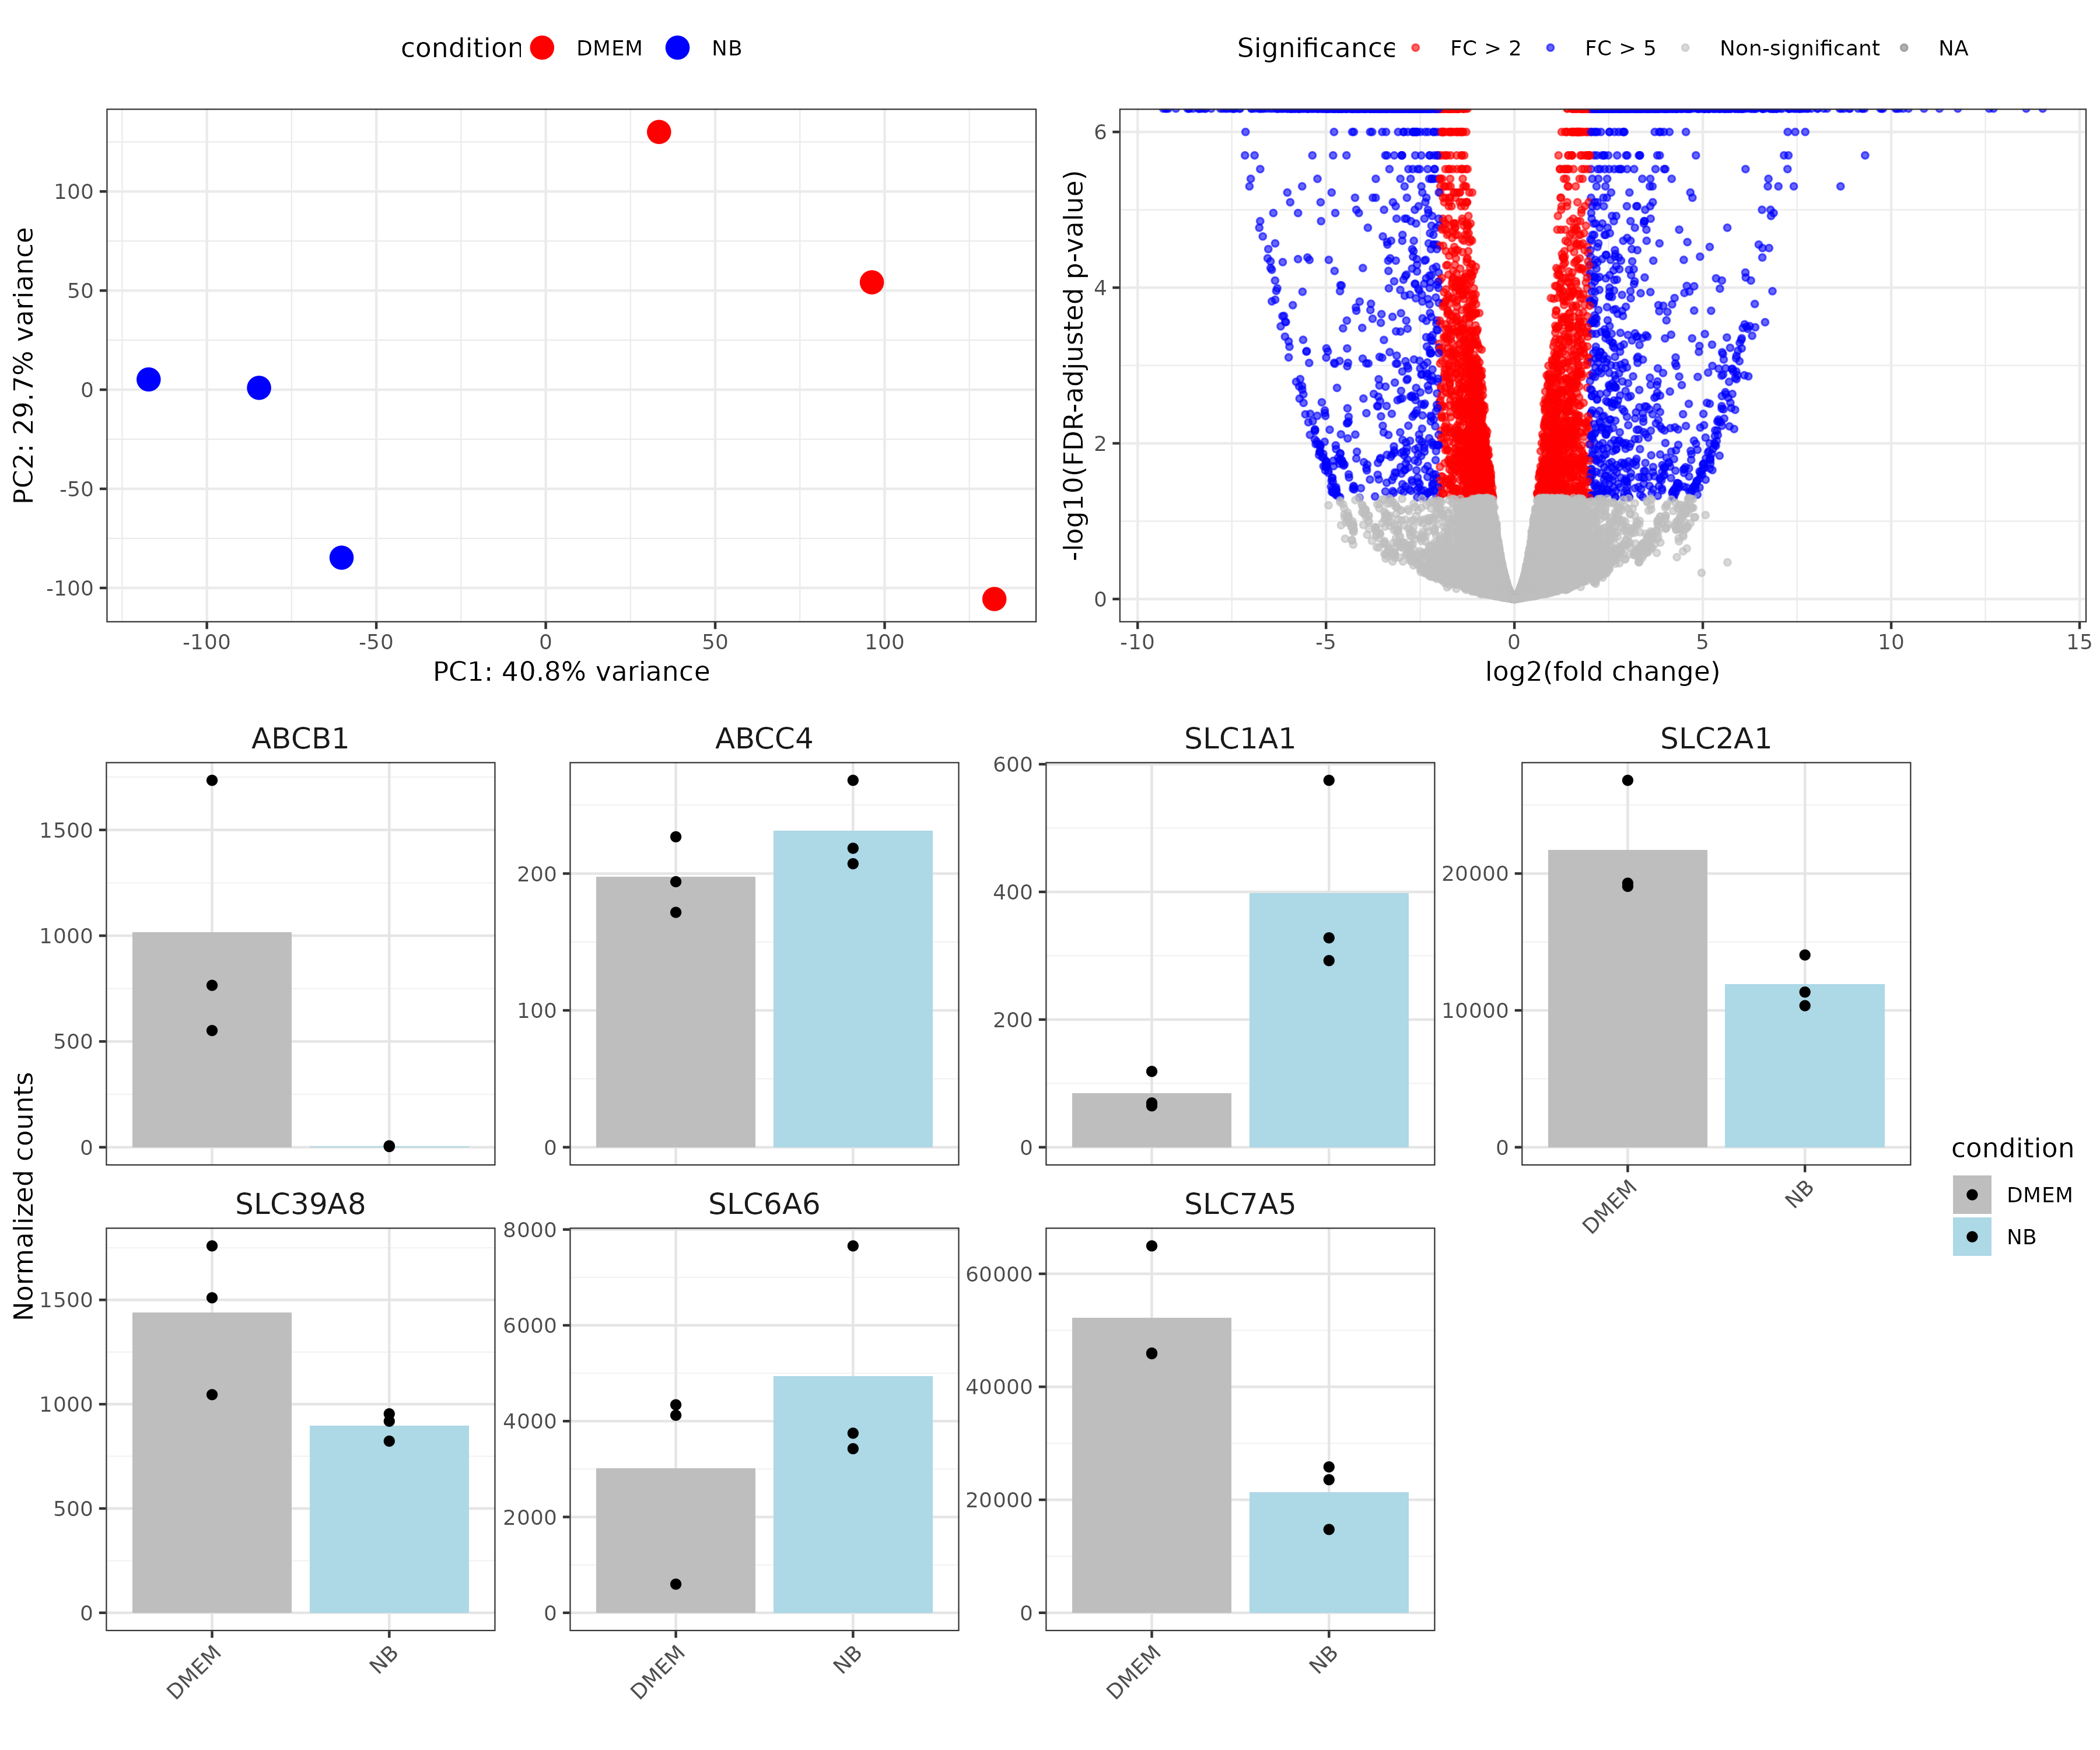 condition DMEM NB
PC2: 29.7% variance
100
50
0
-50
-100
-100 -50 0 50 100
PC1: 40.8% variance
Significance FC > 2 FC > 5 Non-significant NA
-log10(FDR-adjusted p-value)
6
4
2
0
-10 -5 0 5 10 15
log2(fold change)
Normalized counts
ABCB1
1500
1000
500
0
ABCC4
200
100
0
SLC1A1
600
400
200
0
SLC2A1
20000
10000
0
DMEM NB
SLC39A8
1500
1000
500
0
DMEM NB
SLC6A6
8000
6000
4000
2000
0
DMEM NB
SLC7A5
60000
40000
20000
0
DMEM NB
condition
DMEM
NB